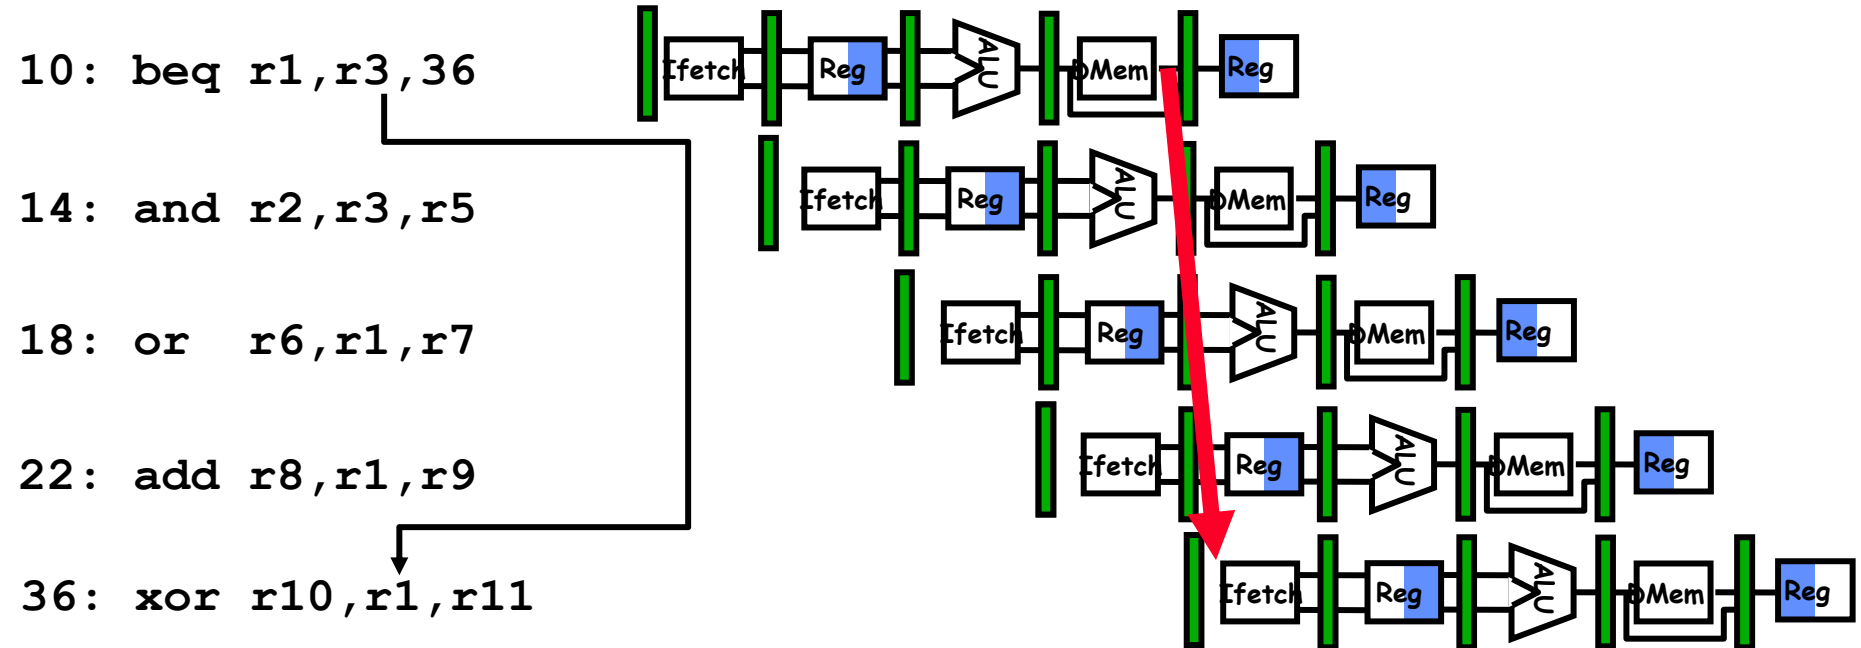 10: beq r1,r3,36 Ifetch Reg ALU DMem Reg
14: and r2,r3,r5 Ifetch Reg ALU DMem Reg
18: or  r6,r1,r7 Ifetch Reg ALU DMem Reg
22: add r8,r1,r9 Ifetch Reg ALU DMem Reg
36: xor r10,r1,r11 Ifetch Reg ALU DMem Reg